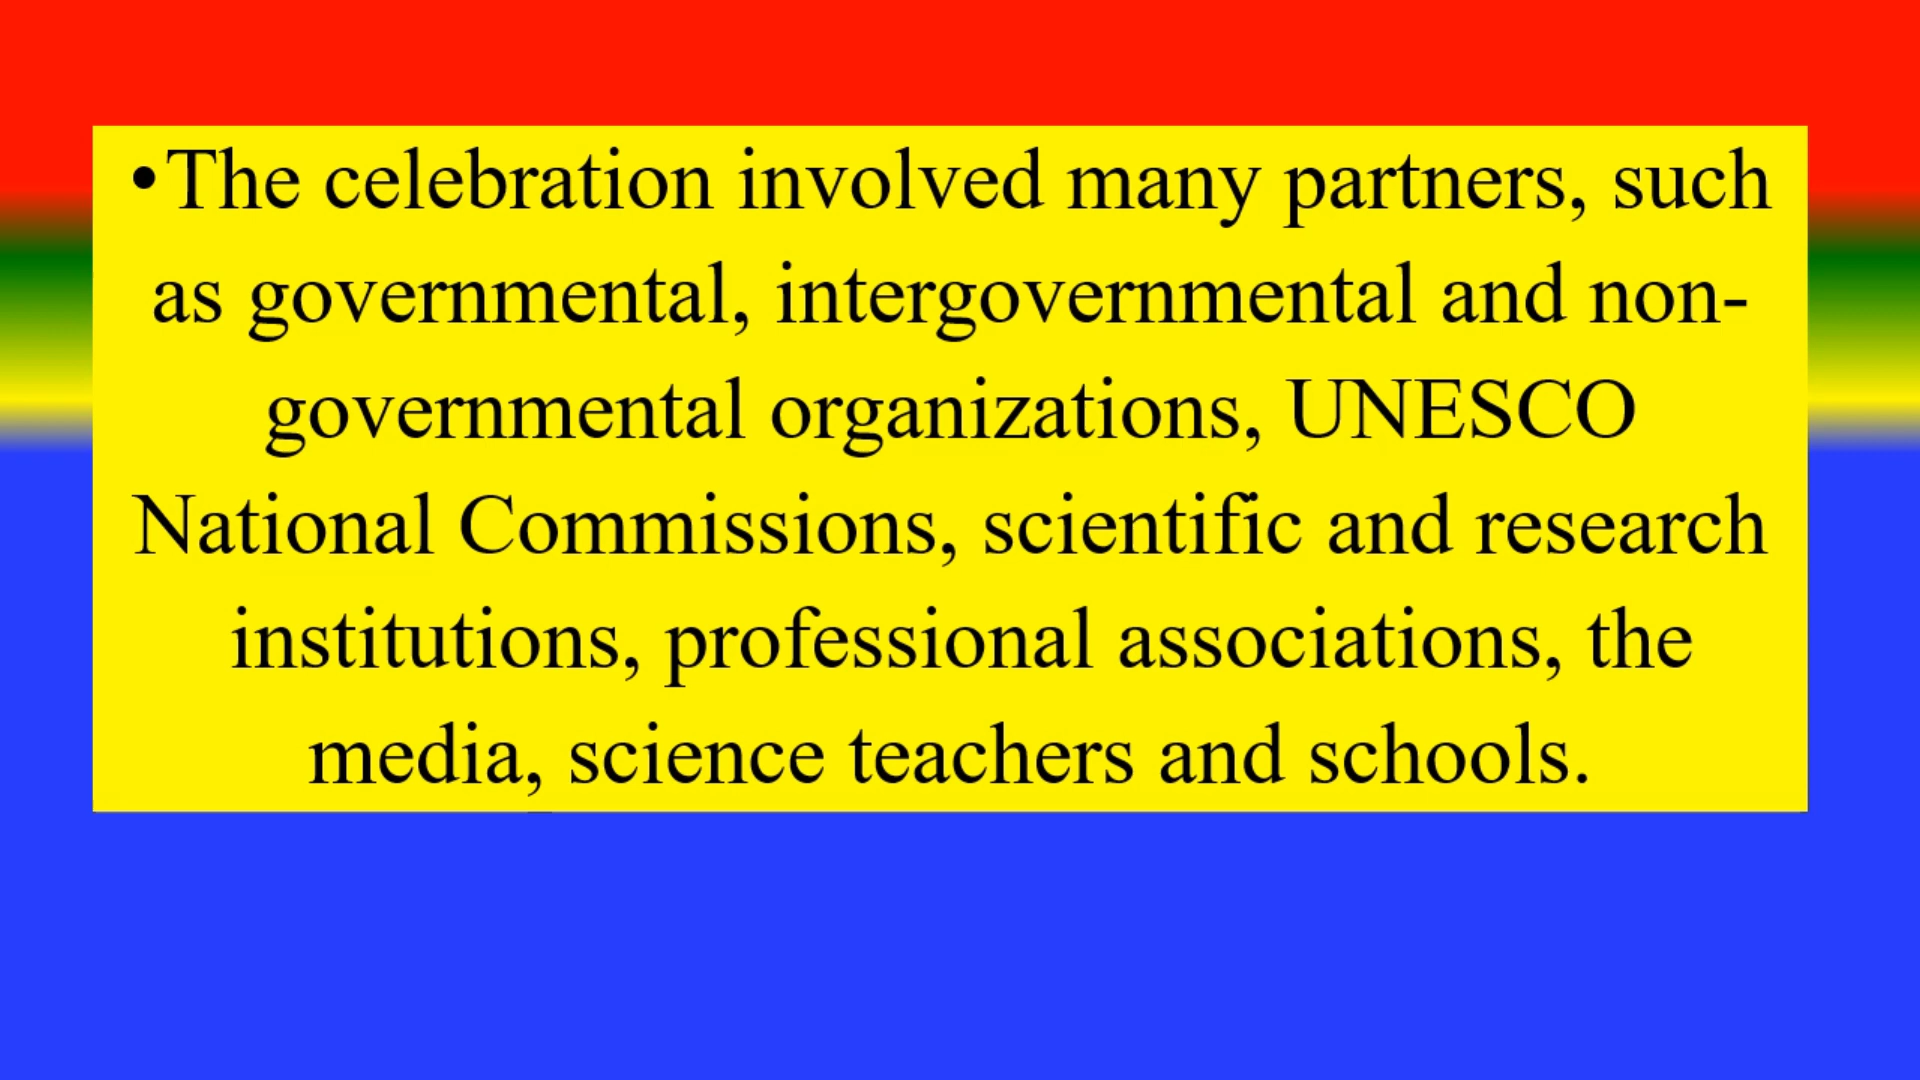 •The celebration involved many partners, such
as governmental, intergovernmental and non-
governmental organizations, UNESCO
National Commissions, scientific and research
institutions, professional associations, the
media, science teachers and schools.